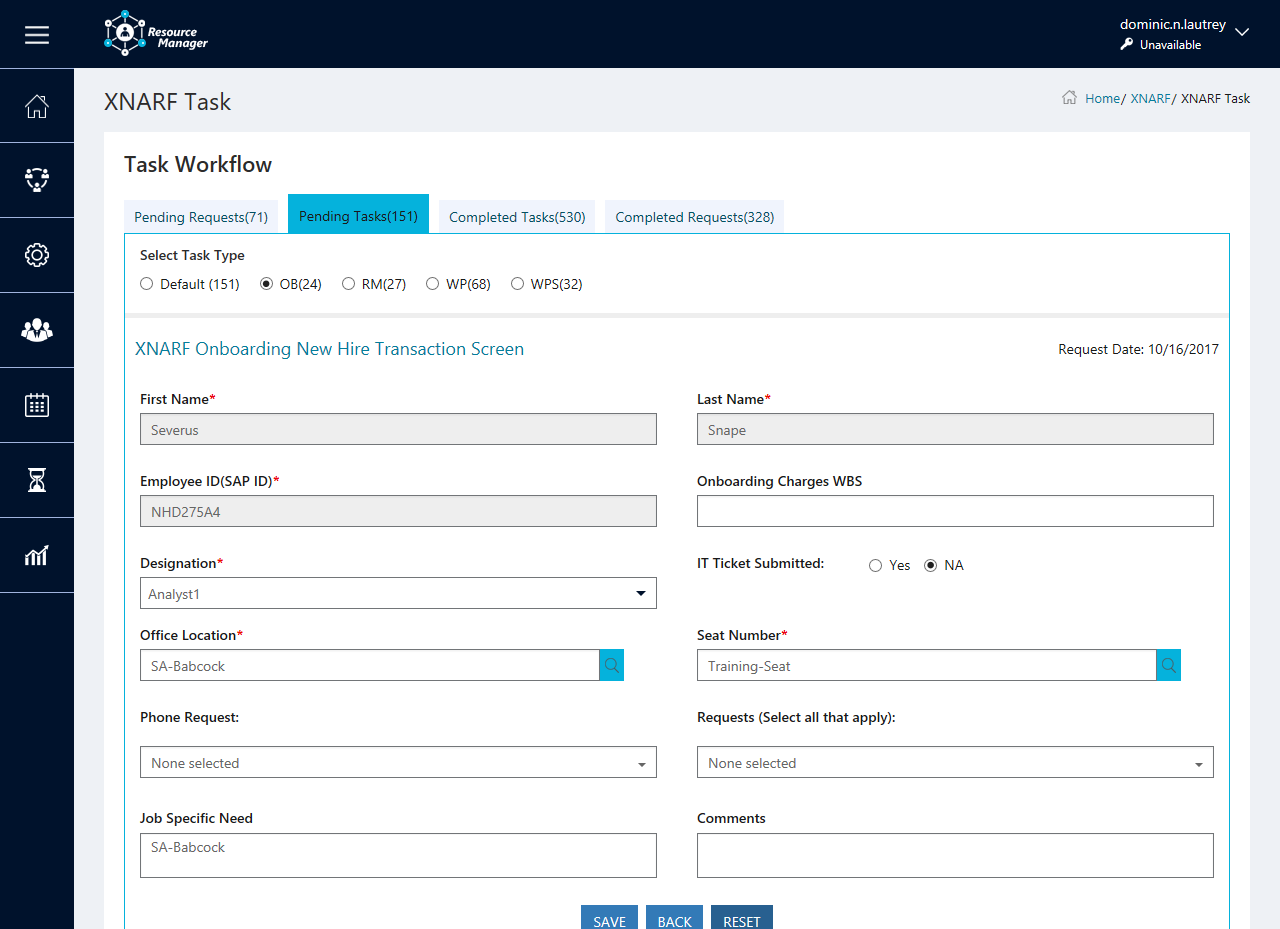 Resource
Manager
dominic.n.lautrey
Unavailable
XNARF Task
Home/ XNARF/ XNARF Task
Task Workflow
Pending Requests(71) Pending Tasks(151) Completed Tasks(530) Completed Requests(328)
Select Task Type
Default (151) OB(24) RM(27) WP(68) WPS(32)
XNARF Onboarding New Hire Transaction Screen Request Date: 10/16/2017
First Name* Last Name*
Severus Snape
Employee ID(SAP ID)* Onboarding Charges WBS
NHD275A4
Designation* IT Ticket Submitted: Yes NA
Analyst1
Office Location* Seat Number*
SA-Babcock Training-Seat
Phone Request: Requests (Select all that apply):
None selected None selected
Job Specific Need Comments
SA-Babcock
SAVE BACK RESET